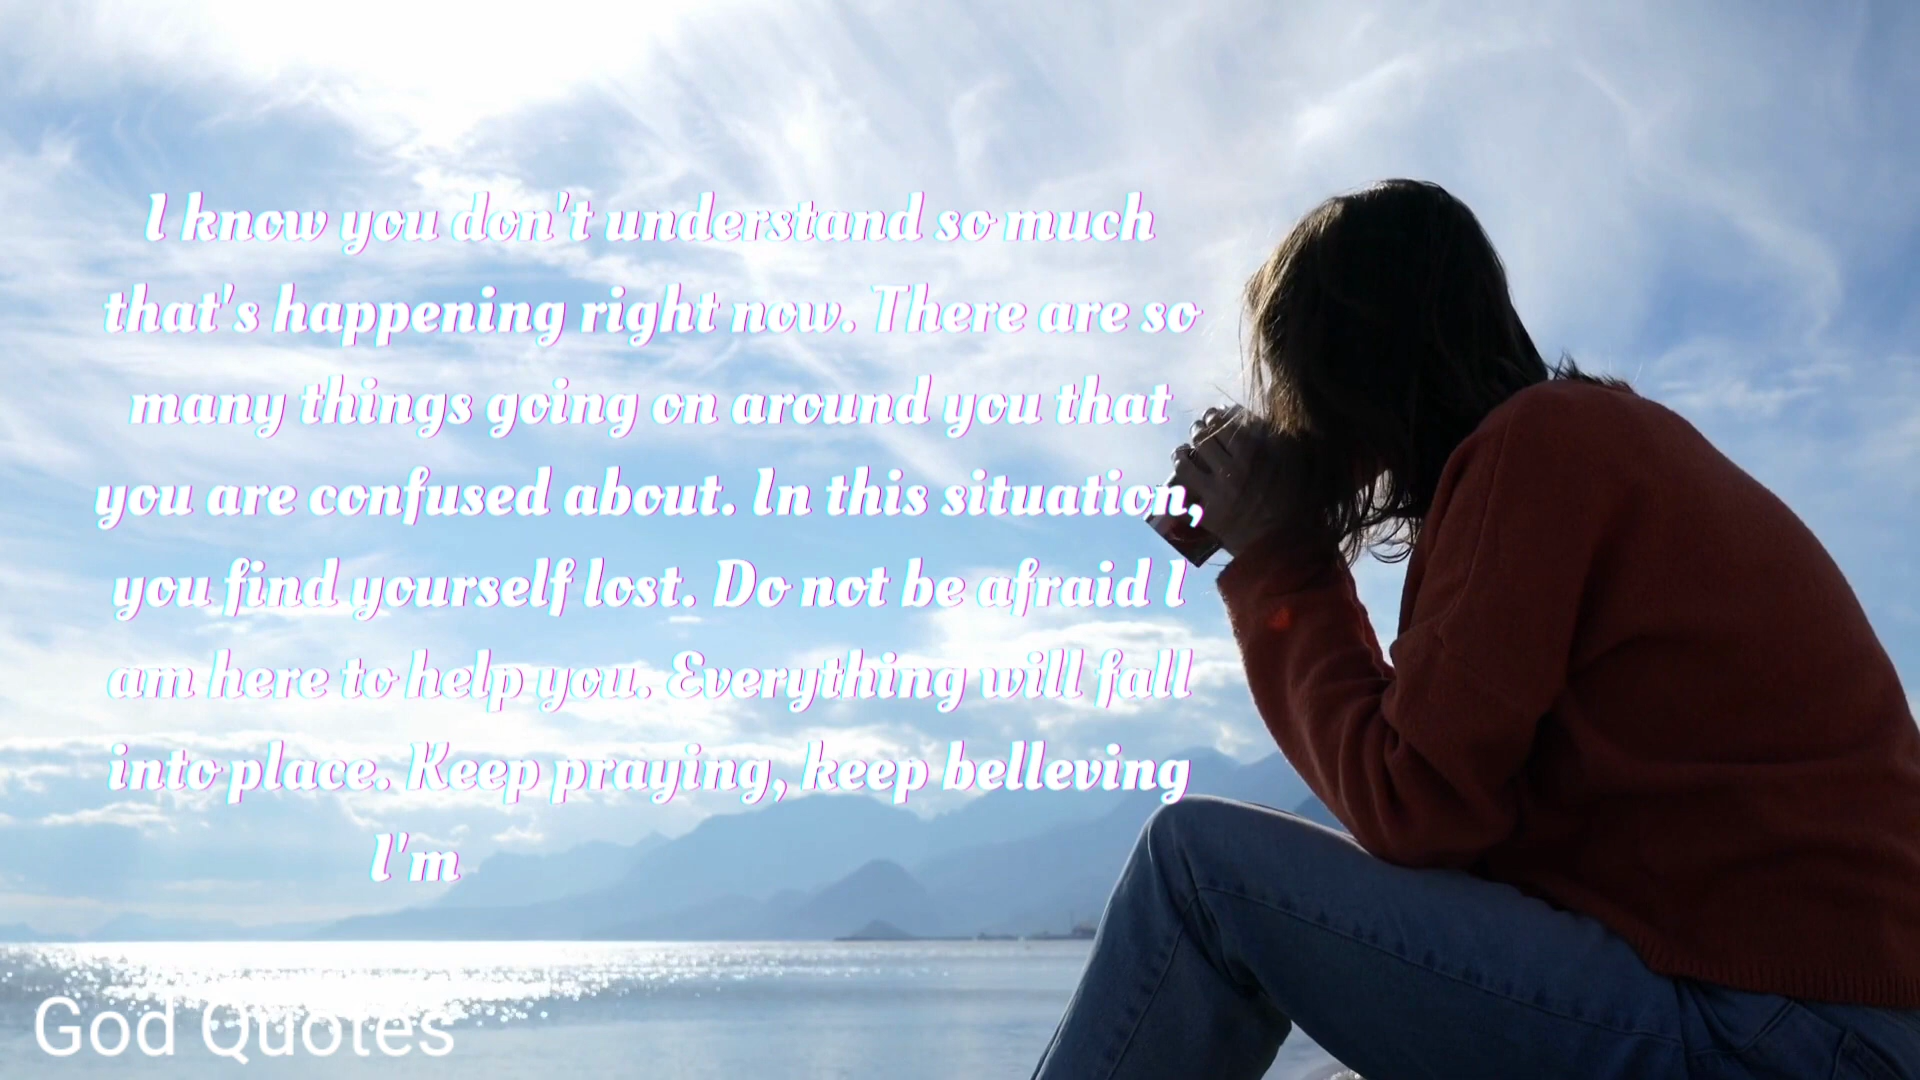 I know you don't understand so much
that's happening right now. There are so
many things going on around you that
you are confused about. In this situation,
you find yourself lost. Do not be afraid I
am here to help you. Everything will fall
into place. Keep praying, keep belleving
I'm
God Quotes